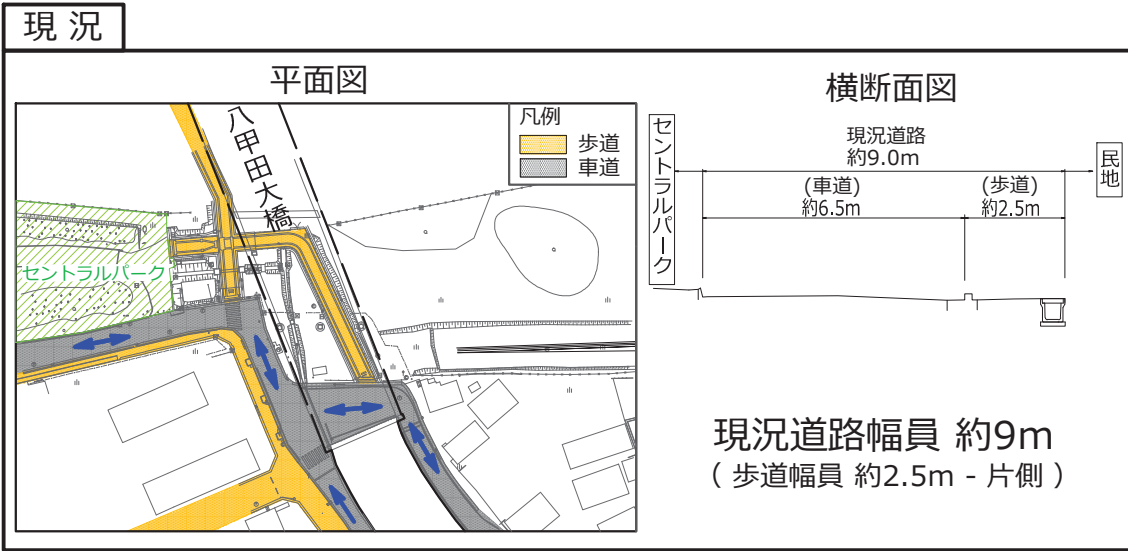 現況
平面図
八甲田大橋
凡例
歩道
車道
セントラルパーク
横断面図
セントラルパーク
現況道路
約9.0m
民地
(車道)
約6.5m
(歩道)
約2.5m
現況道路幅員 約9m
( 歩道幅員 約2.5m - 片側 )